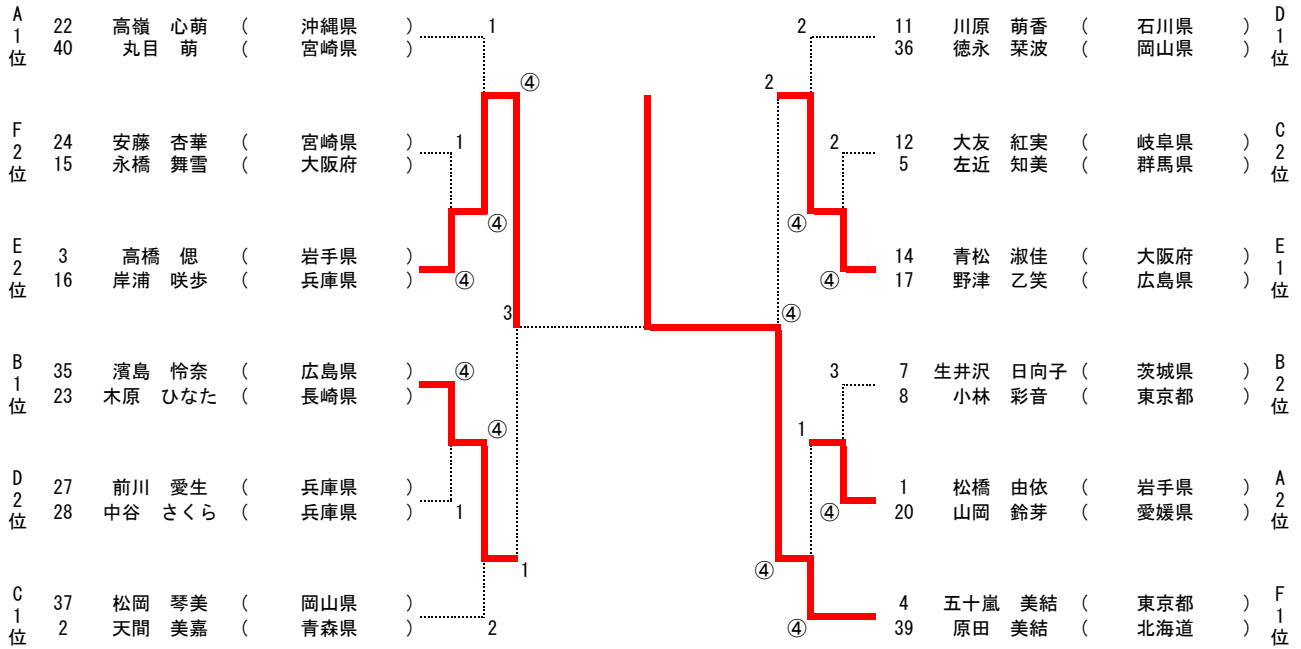 A
1
位
22 高嶺 心萌 ( 沖縄県 ) 1
40 丸目 萌 ( 宮崎県 )
④
F
2
位
24 安藤 杏華 ( 宮崎県 ) 1
15 永橋 舞雪 ( 大阪府 )
④
E
2
位
3 高橋 偲 ( 岩手県 )
16 岸浦 咲歩 ( 兵庫県 ) ④
3
B
1
位
35 濱島 怜奈 ( 広島県 ) ④
23 木原 ひなた ( 長崎県 )
④
D
2
位
27 前川 愛生 ( 兵庫県 )
28 中谷 さくら ( 兵庫県 ) 1
1
C
1
位
37 松岡 琴美 ( 岡山県 )
2 天間 美嘉 ( 青森県 ) 2
2 11 川原 萌香 ( 石川県 )
36 徳永 栞波 ( 岡山県 )
D
1
位
2
2 12 大友 紅実 ( 岐阜県 )
5 左近 知美 ( 群馬県 )
C
2
位
④
14 青松 淑佳 ( 大阪府 )
④ 17 野津 乙笑 ( 広島県 )
E
1
位
④
3 7 生井沢 日向子 ( 茨城県 )
8 小林 彩音 ( 東京都 )
B
2
位
1
1 松橋 由依 ( 岩手県 )
④ 20 山岡 鈴芽 ( 愛媛県 )
A
2
位
④
4 五十嵐 美結 ( 東京都 )
④ 39 原田 美結 ( 北海道 )
F
1
位